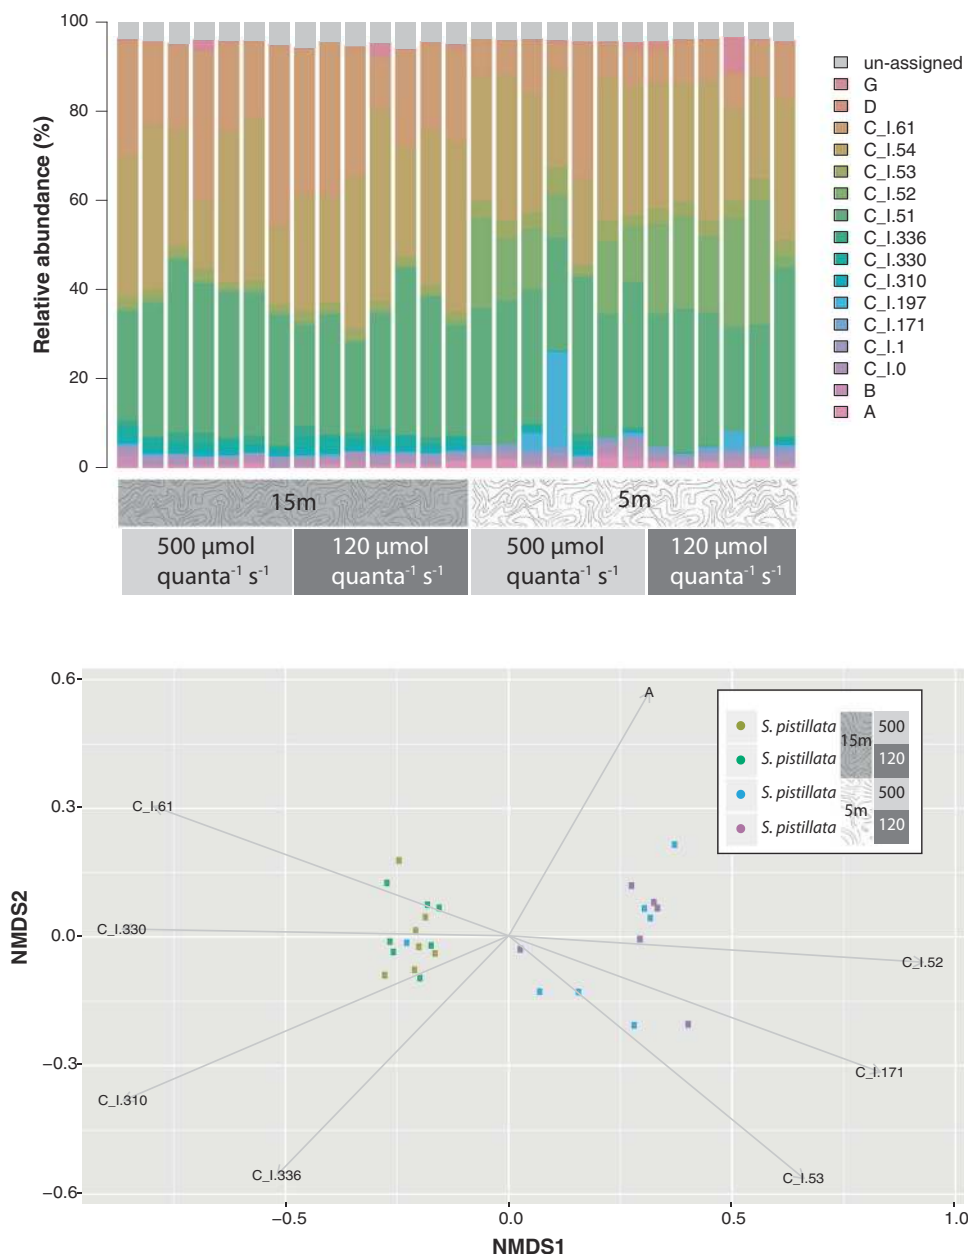 100
80
60
40
20
0
Relative abundance (%)
un-assigned
G
D
C_I.61
C_I.54
C_I.53
C_I.52
C_I.51
C_I.336
C_I.330
C_I.310
C_I.197
C_I.171
C_I.1
C_I.0
B
A
15m
5m
500 µmol
quanta⁻¹ s⁻¹
120 µmol
quanta⁻¹ s⁻¹
500 µmol
quanta⁻¹ s⁻¹
120 µmol
quanta⁻¹ s⁻¹
0.6
0.3
0.0
−0.3
−0.6
NMDS2
A
C_I.61
C_I.330
C_I.310
C_I.336
C_I.52
C_I.171
C_I.53
S. pistillata
15m
500
S. pistillata
120
S. pistillata
5m
500
S. pistillata
120
−0.5
0.0
0.5
1.0
NMDS1